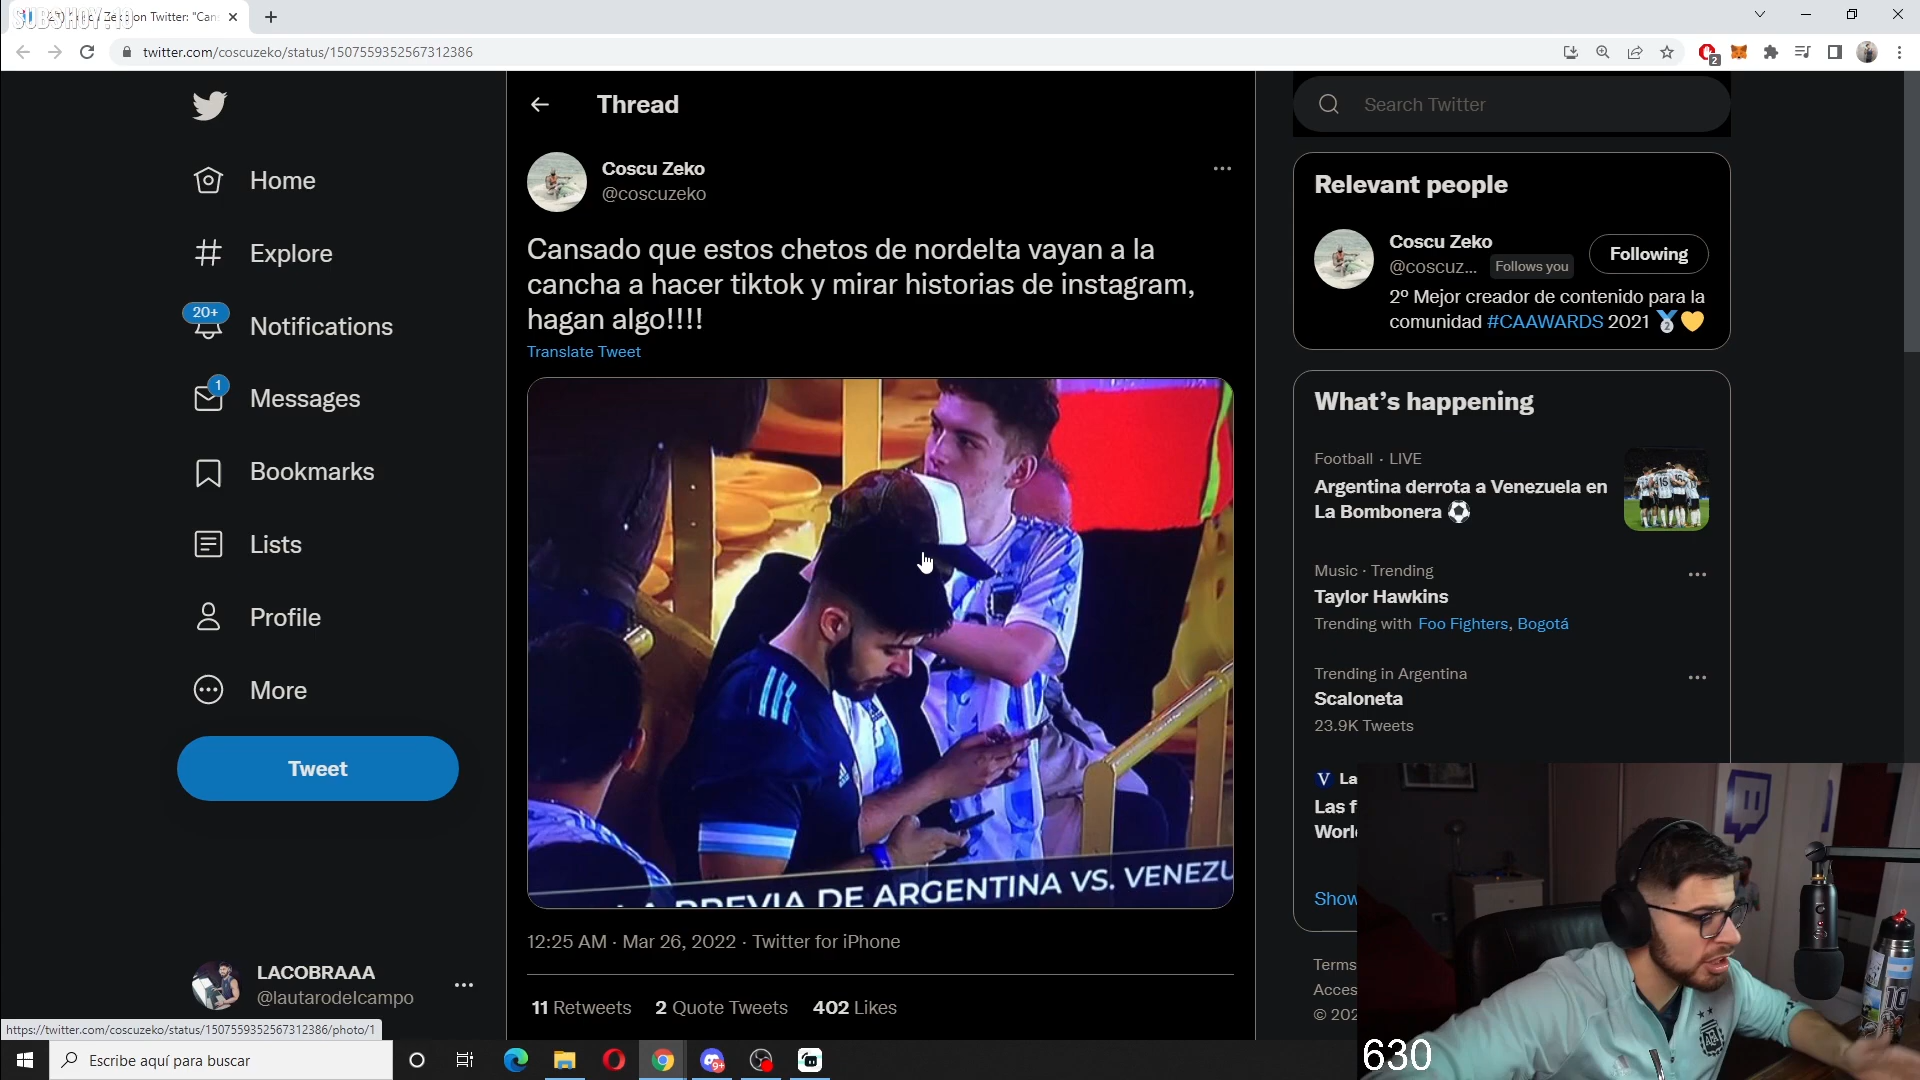 SUBSHOY:10
on Twitter: "Can
twitter.com/coscuzeko/status/1507559352567312386
2
Home
Explore
20+
Notifications
1
Messages
Bookmarks
Lists
Profile
More
Tweet
LACOBRAAA
@lautarodelcampo
Thread
Coscu Zeko
@coscuzeko
Cansado que estos chetos de nordelta vayan a la
cancha a hacer tiktok y mirar historias de instagram,
hagan algo!!!!
Translate Tweet
PREVIA DE ARGENTINA VS. VENEZU
12:25 AM · Mar 26, 2022 · Twitter for iPhone
11 Retweets 2 Quote Tweets 402 Likes
Search Twitter
Relevant people
Coscu Zeko
@coscuz... Follows you
Following
2º Mejor creador de contenido para la
comunidad #CAAWARDS 2021
What's happening
Football · LIVE
Argentina derrota a Venezuela en
La Bombonera
Music · Trending
Taylor Hawkins
Trending with Foo Fighters, Bogotá
Trending in Argentina
Scaloneta
23.9K Tweets
V La
Las f
World
Show
Terms
Acces
© 202
10
630
https://twitter.com/coscuzeko/status/1507559352567312386/photo/1
Escribe aquí para buscar
9+